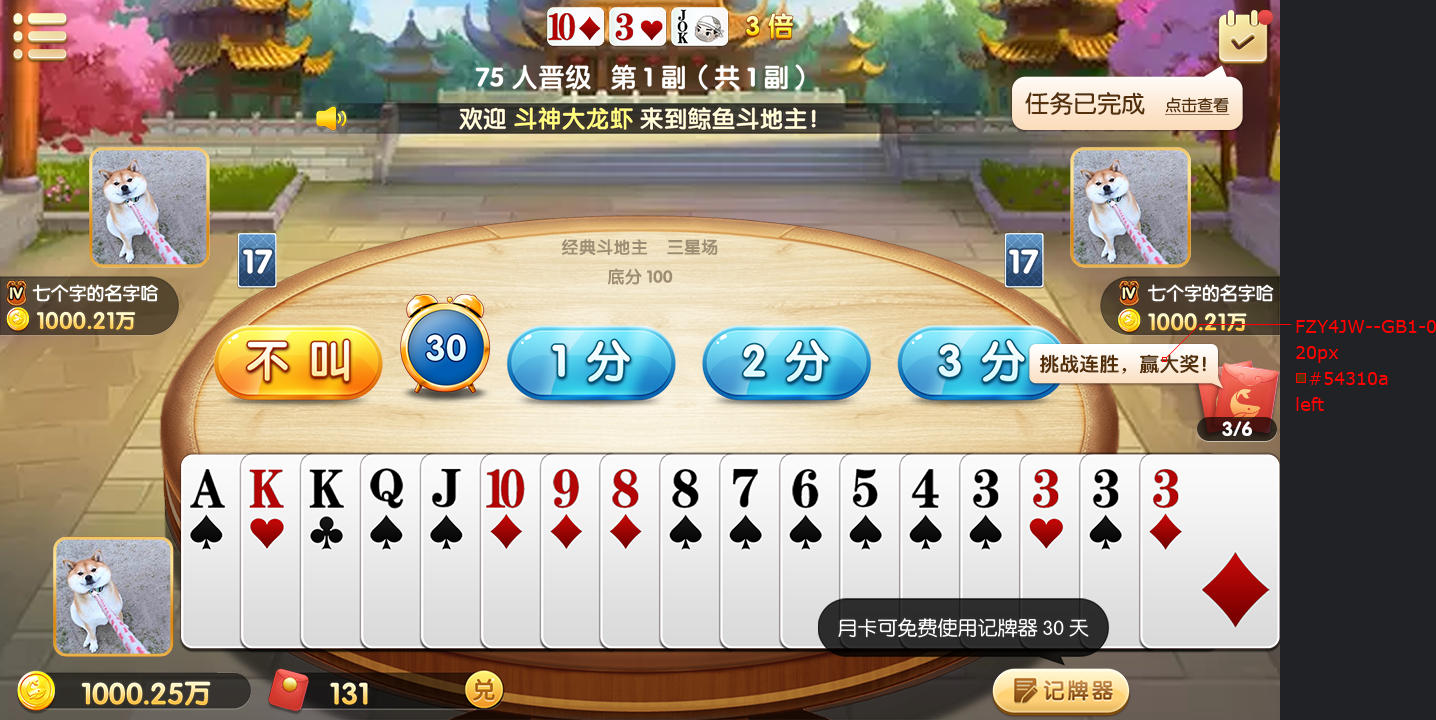 10 3 JOK 3 倍
75 人晋级 第1副(共1副)
欢迎 斗神大龙虾 来到鲸鱼斗地主!
任务已完成 点击查看
17
17
经典斗地主 三星场
底分 100
IV 七个字的名字哈
1000.21万
IV 七个字的名字哈
1000.21万
不叫 30 1分 2分 3分
挑战连胜，赢大奖!
3/6
FZY4JW--GB1-0
20px
#54310a
left
A K K Q J 10 9 8 8 7 6 5 4 3 3 3 3
月卡可免费使用记牌器 30 天
1000.25万 131 兑 记牌器